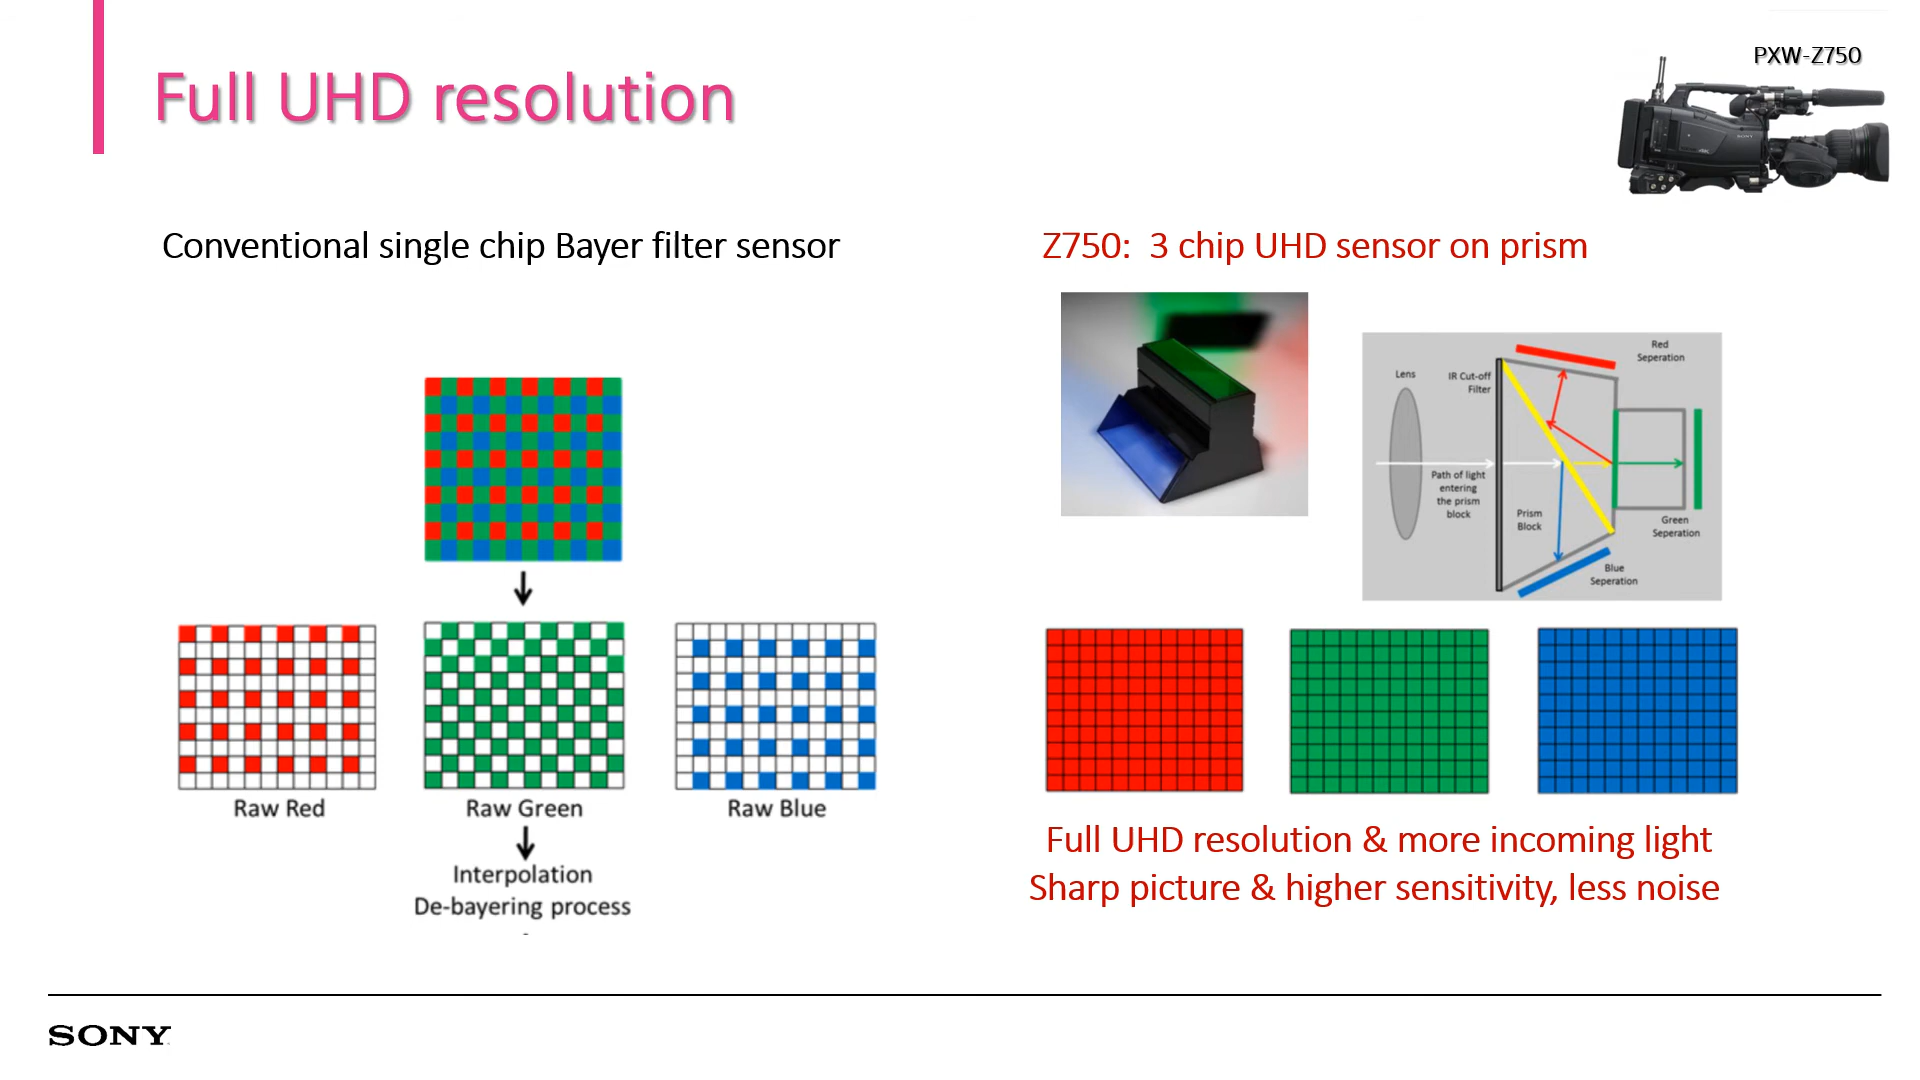 PXW-Z750
Full UHD resolution
Conventional single chip Bayer filter sensor
Raw Red
Raw Green
Raw Blue
Interpolation
De-bayering process
Z750: 3 chip UHD sensor on prism
Lens
IR Cut-off
Filter
Red
Seperation
Path of light
entering
the prism
block
Prism
Block
Green
Seperation
Blue
Seperation
Full UHD resolution & more incoming light
Sharp picture & higher sensitivity, less noise
SONY